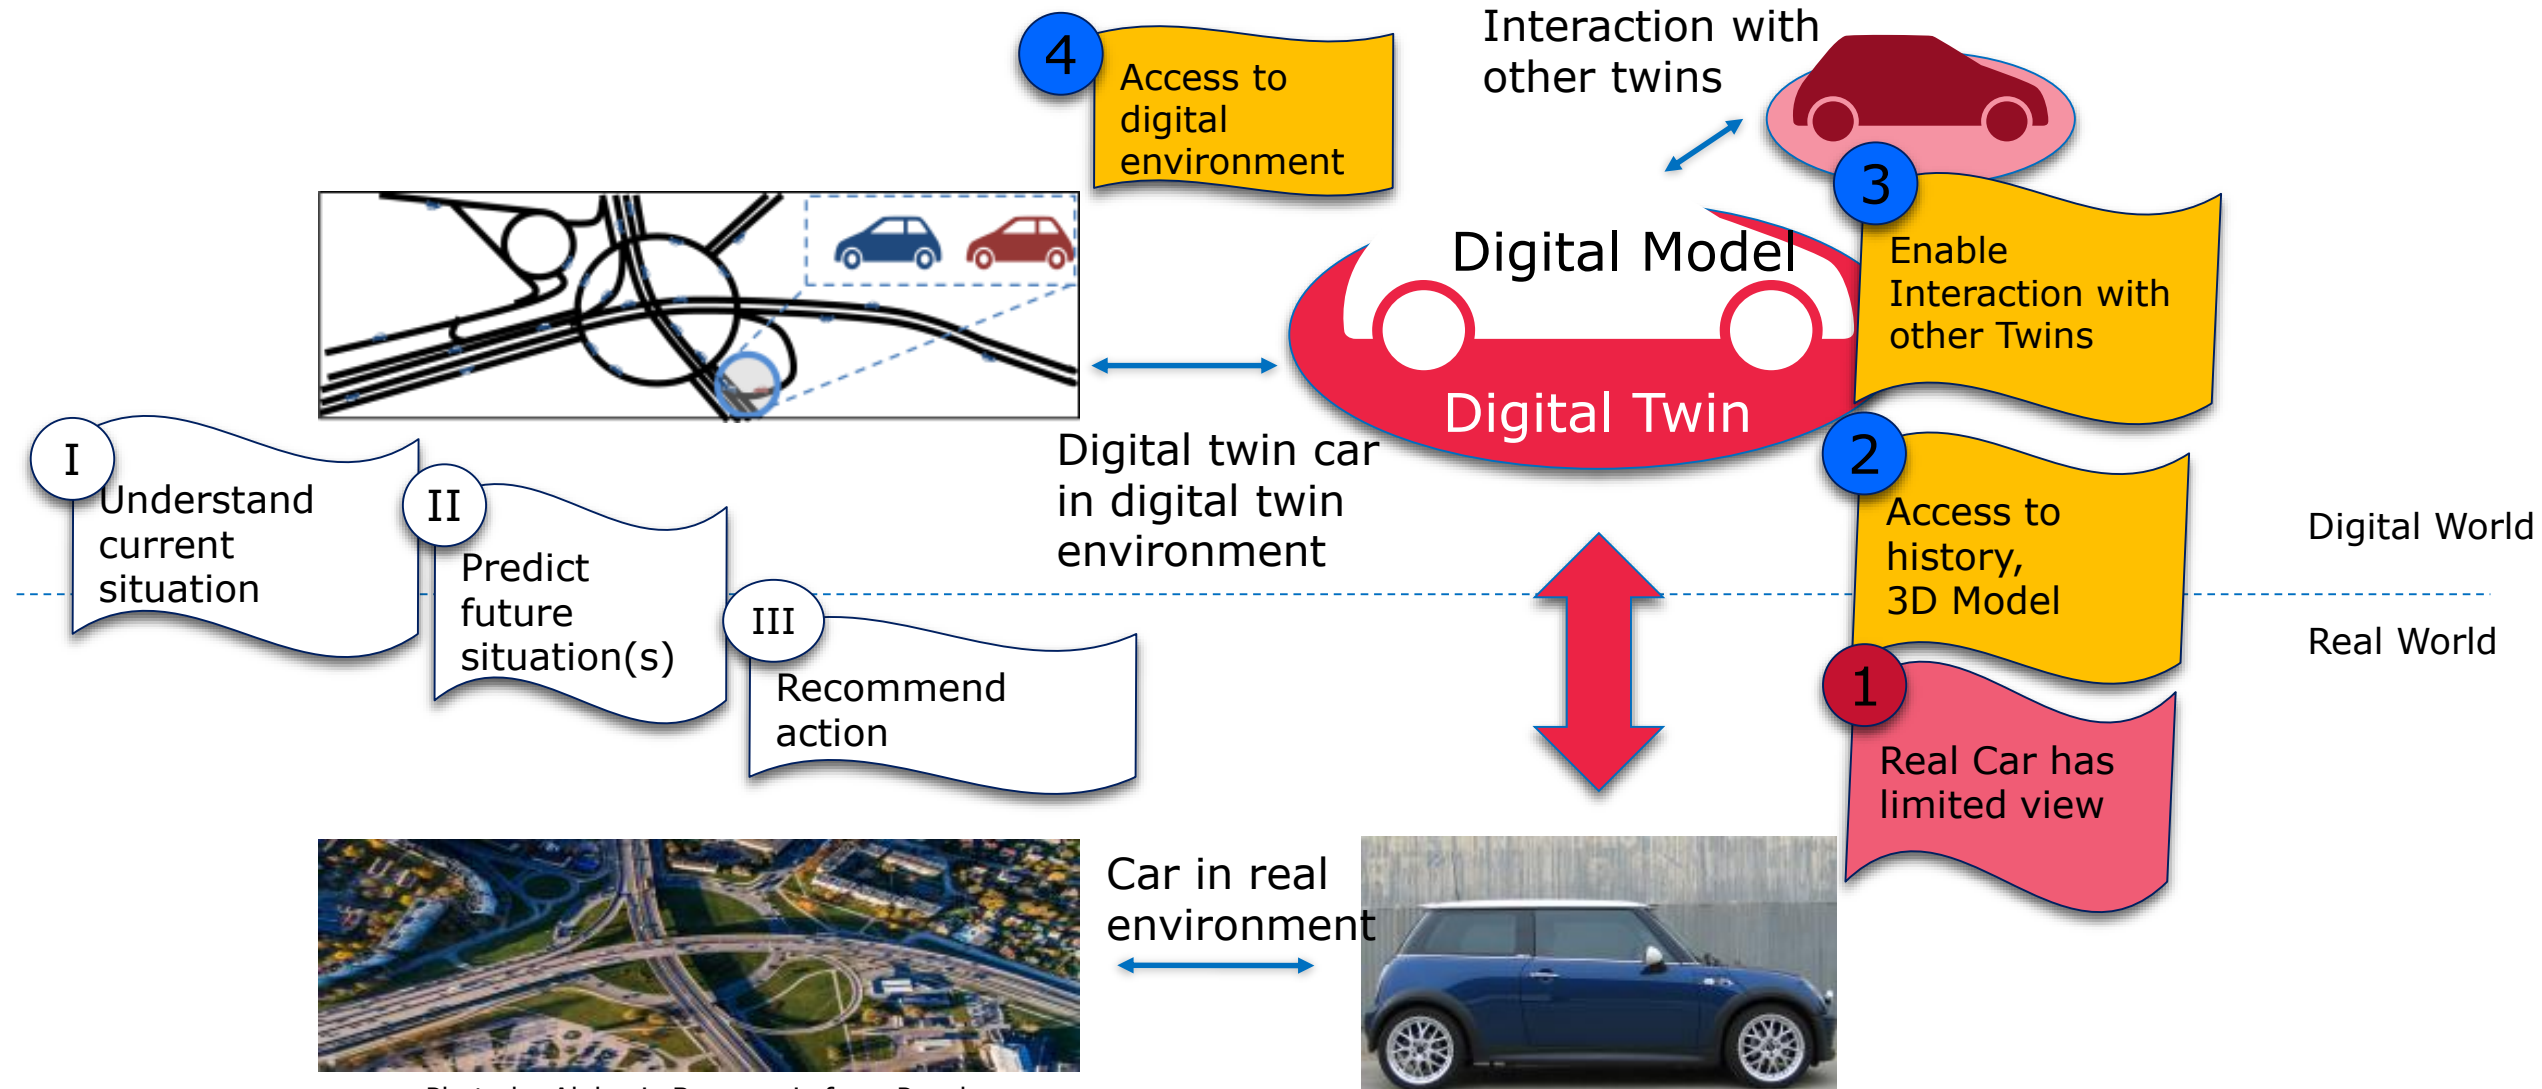 Interaction with
other twins
4
Access to
digital
environment
3
Enable
Interaction with
other Twins
Digital Model
Digital Twin
I
Understand
current
situation
II
Predict
future
situation(s)
III
Recommend
action
Digital twin car
in digital twin
environment
2
Access to
history,
3D Model
Digital World
Real World
1
Real Car has
limited view
Car in real
environment